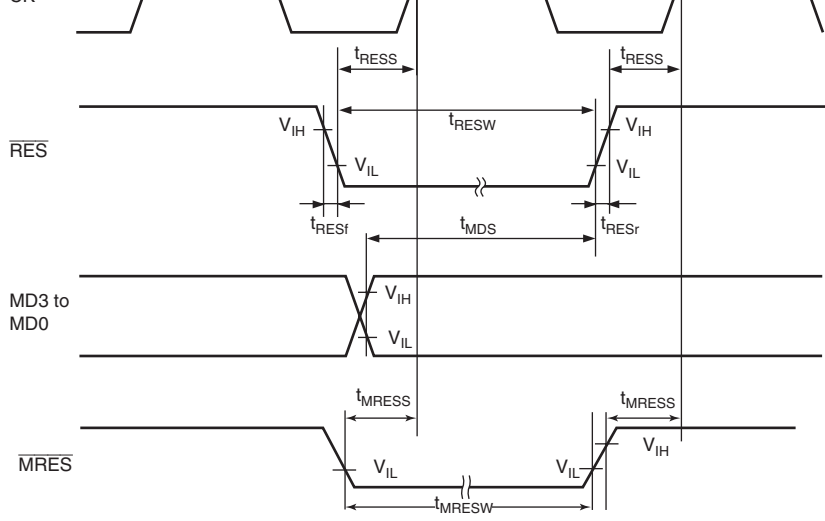 tRESS tRESS
VIH tRESW VIH
RES
VIL VIL
tRESf tMDS tRESr
MD3 to
MD0
VIH
VIL
tMRESS tMRESS
MRES
VIH
VIL VIL
tMRESW